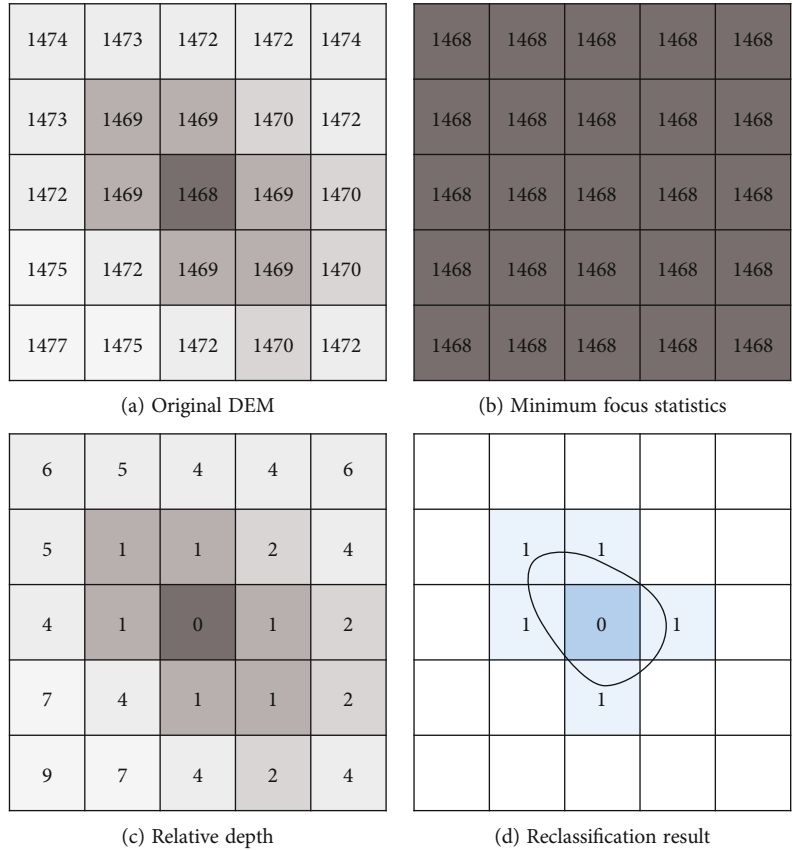 1474 1473 1472 1472 1474
1473 1469 1469 1470 1472
1472 1469 1468 1469 1470
1475 1472 1469 1469 1470
1477 1475 1472 1470 1472
(a) Original DEM
1468 1468 1468 1468 1468
1468 1468 1468 1468 1468
1468 1468 1468 1468 1468
1468 1468 1468 1468 1468
1468 1468 1468 1468 1468
(b) Minimum focus statistics
6 5 4 4 6
5 1 1 2 4
4 1 0 1 2
7 4 1 1 2
9 7 4 2 4
(c) Relative depth
1 1
1 0 1
1
(d) Reclassification result